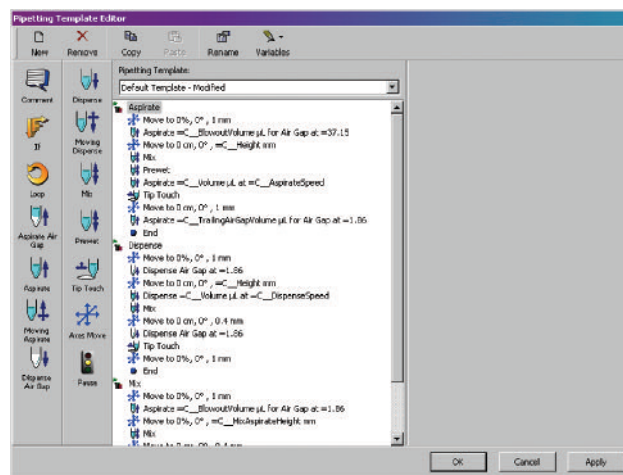 Pipetting Template Editor
New Remove Copy Paste Rename Variables
Comment
If
Loop
Aspirate Air Gap
Aspirate
Moving Aspirate
Dispense Air Gap
Dispense
Moving Dispense
Mix
Prewet
Tip Touch
Axes Move
Pause
Pipetting Template:
Default Template - Modified
Aspirate
Move to 0%, 0°, 1 mm
Aspirate =C__BlowoutVolume µL for Air Gap at =37.15
Move to 0 cm, 0°, =C__Height mm
Mix
Prewet
Aspirate =C__Volume µL at =C__AspirateSpeed
Tip Touch
Move to 0 cm, 0°, 1 mm
Aspirate =C__TrailingAirGapVolume µL for Air Gap at =1.86
End
Dispense
Move to 0%, 0°, 1 mm
Dispense Air Gap at =1.86
Move to 0 cm, 0°, =C__Height mm
Dispense =C__Volume µL at =C__DispenseSpeed
Mix
Move to 0 cm, 0°, 0.4 mm
Dispense Air Gap at =1.86
Tip Touch
Move to 0%, 0°, 1 mm
End
Mix
Move to 0%, 0°, 1 mm
Aspirate =C__BlowoutVolume µL for Air Gap at =1.86
Move to 0%, 0°, =C__MixAspirateHeight mm
Mix
Move to 0 cm, 0°, 0.4 mm
OK Cancel Apply